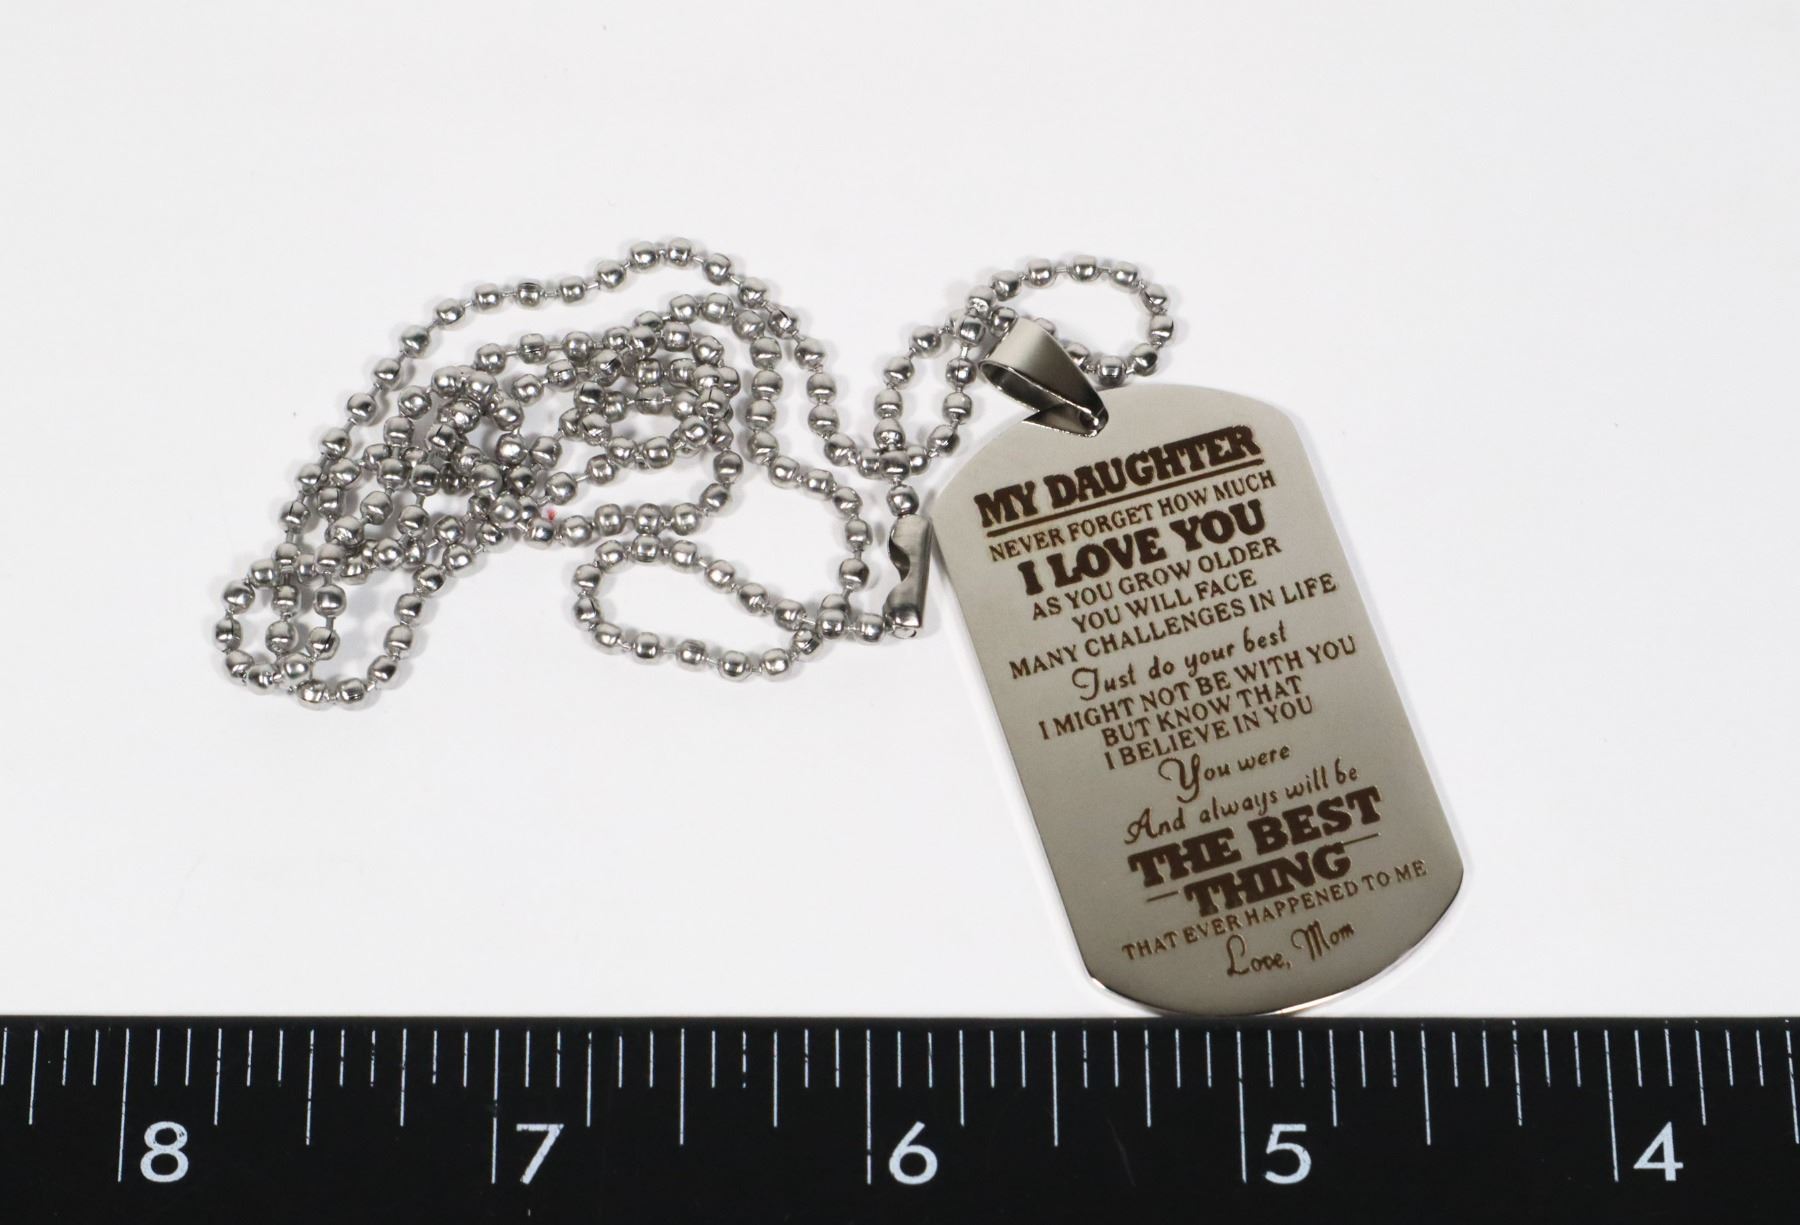 MY DAUGHTER
NEVER FORGET HOW MUCH
I LOVE YOU
AS YOU GROW OLDER
YOU WILL FACE
MANY CHALLENGES IN LIFE
Just do your best
I MIGHT NOT BE WITH YOU
BUT KNOW THAT
I BELIEVE IN YOU
You were
And always will be
THE BEST
THING
THAT EVER HAPPENED TO ME
Love, Mom
8 7 6 5 4